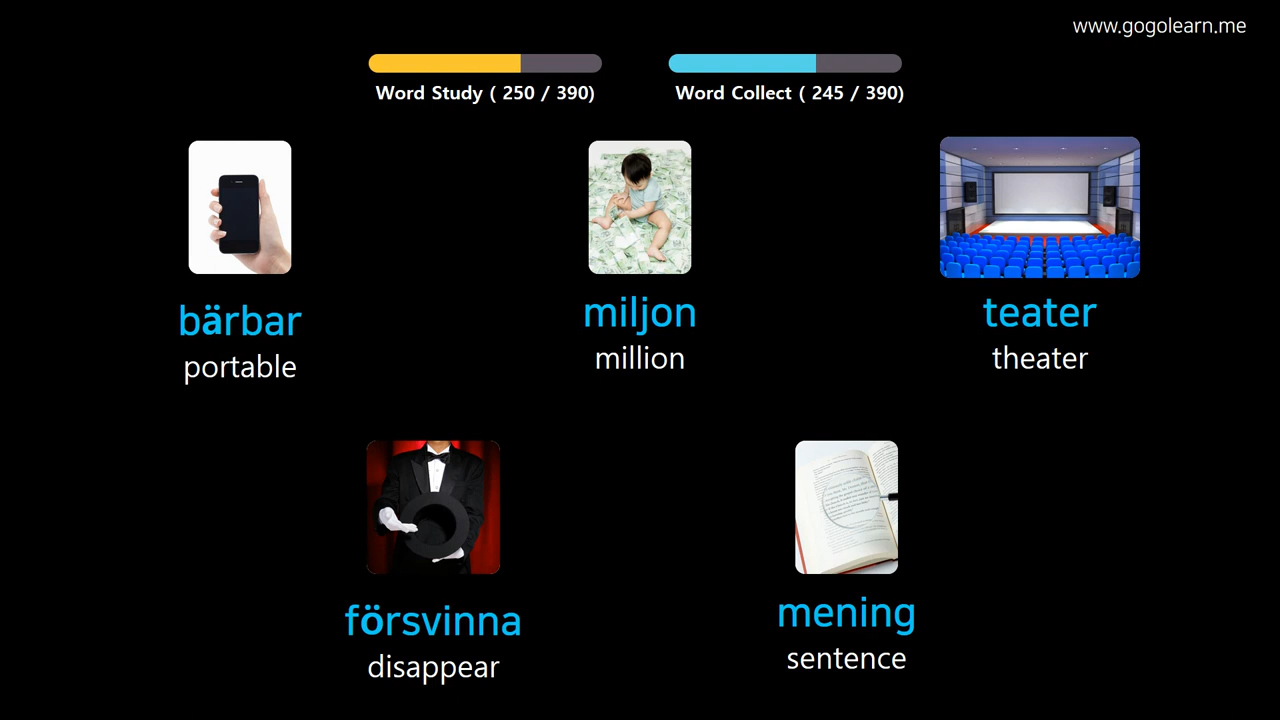 www.gogolearn.me
Word Study ( 250 / 390)
Word Collect ( 245 / 390)
bärbar
portable
miljon
million
teater
theater
försvinna
disappear
mening
sentence